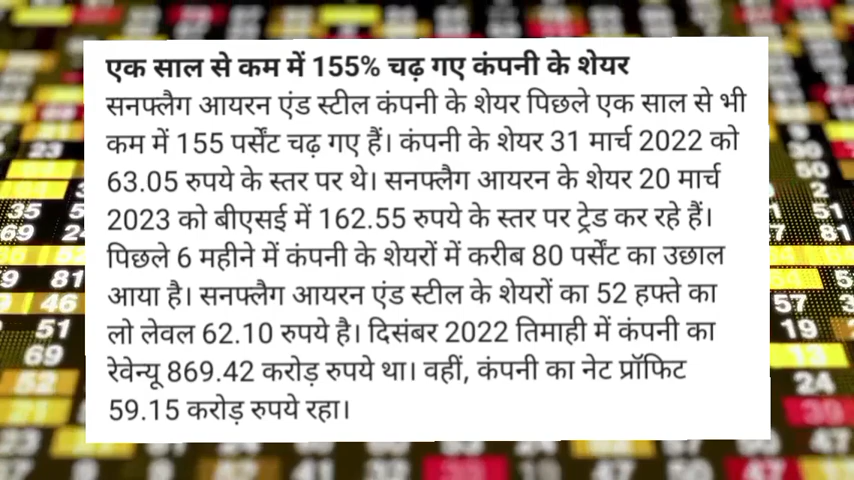 एक साल से कम में 155% चढ़ गए कंपनी के शेयर
सनफ्लैग आयरन एंड स्टील कंपनी के शेयर पिछले एक साल से भी
कम में 155 पर्सेंट चढ़ गए हैं। कंपनी के शेयर 31 मार्च 2022 को
63.05 रुपये के स्तर पर थे। सनफ्लैग आयरन के शेयर 20 मार्च
2023 को बीएसई में 162.55 रुपये के स्तर पर ट्रेड कर रहे हैं।
पिछले 6 महीने में कंपनी के शेयरों में करीब 80 पर्सेंट का उछाल
आया है। सनफ्लैग आयरन एंड स्टील के शेयरों का 52 हफ्ते का
लो लेवल 62.10 रुपये है। दिसंबर 2022 तिमाही में कंपनी का
रेवेन्यू 869.42 करोड़ रुपये था। वहीं, कंपनी का नेट प्रॉफिट
59.15 करोड़ रुपये रहा।